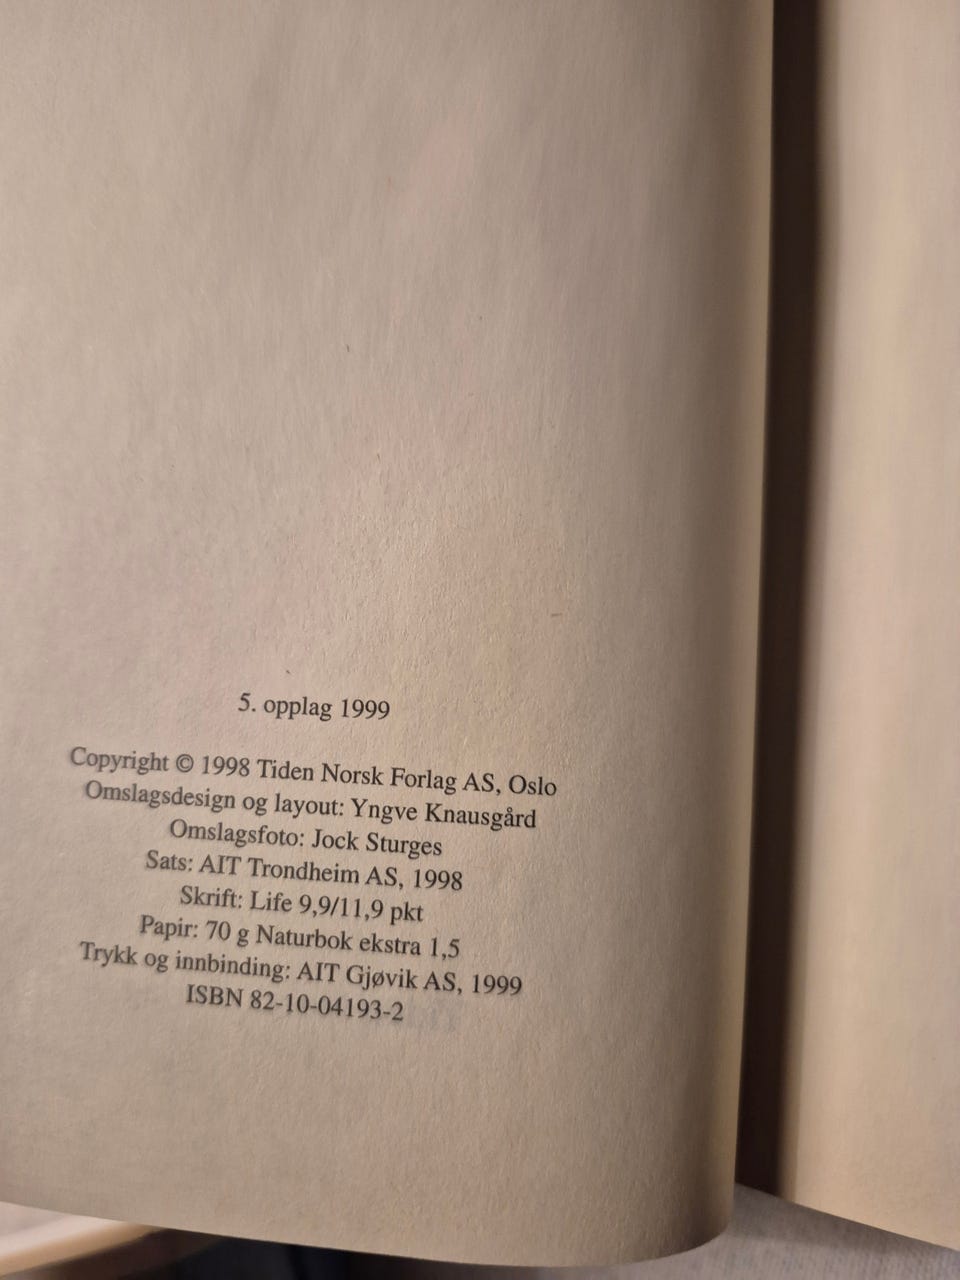 5. opplag 1999
Copyright © 1998 Tiden Norsk Forlag AS, Oslo
Omslagsdesign og layout: Yngve Knausgård
Omslagsfoto: Jock Sturges
Sats: AIT Trondheim AS, 1998
Skrift: Life 9,9/11,9 pkt
Papir: 70 g Naturbok ekstra 1,5
Trykk og innbinding: AIT Gjøvik AS, 1999
ISBN 82-10-04193-2